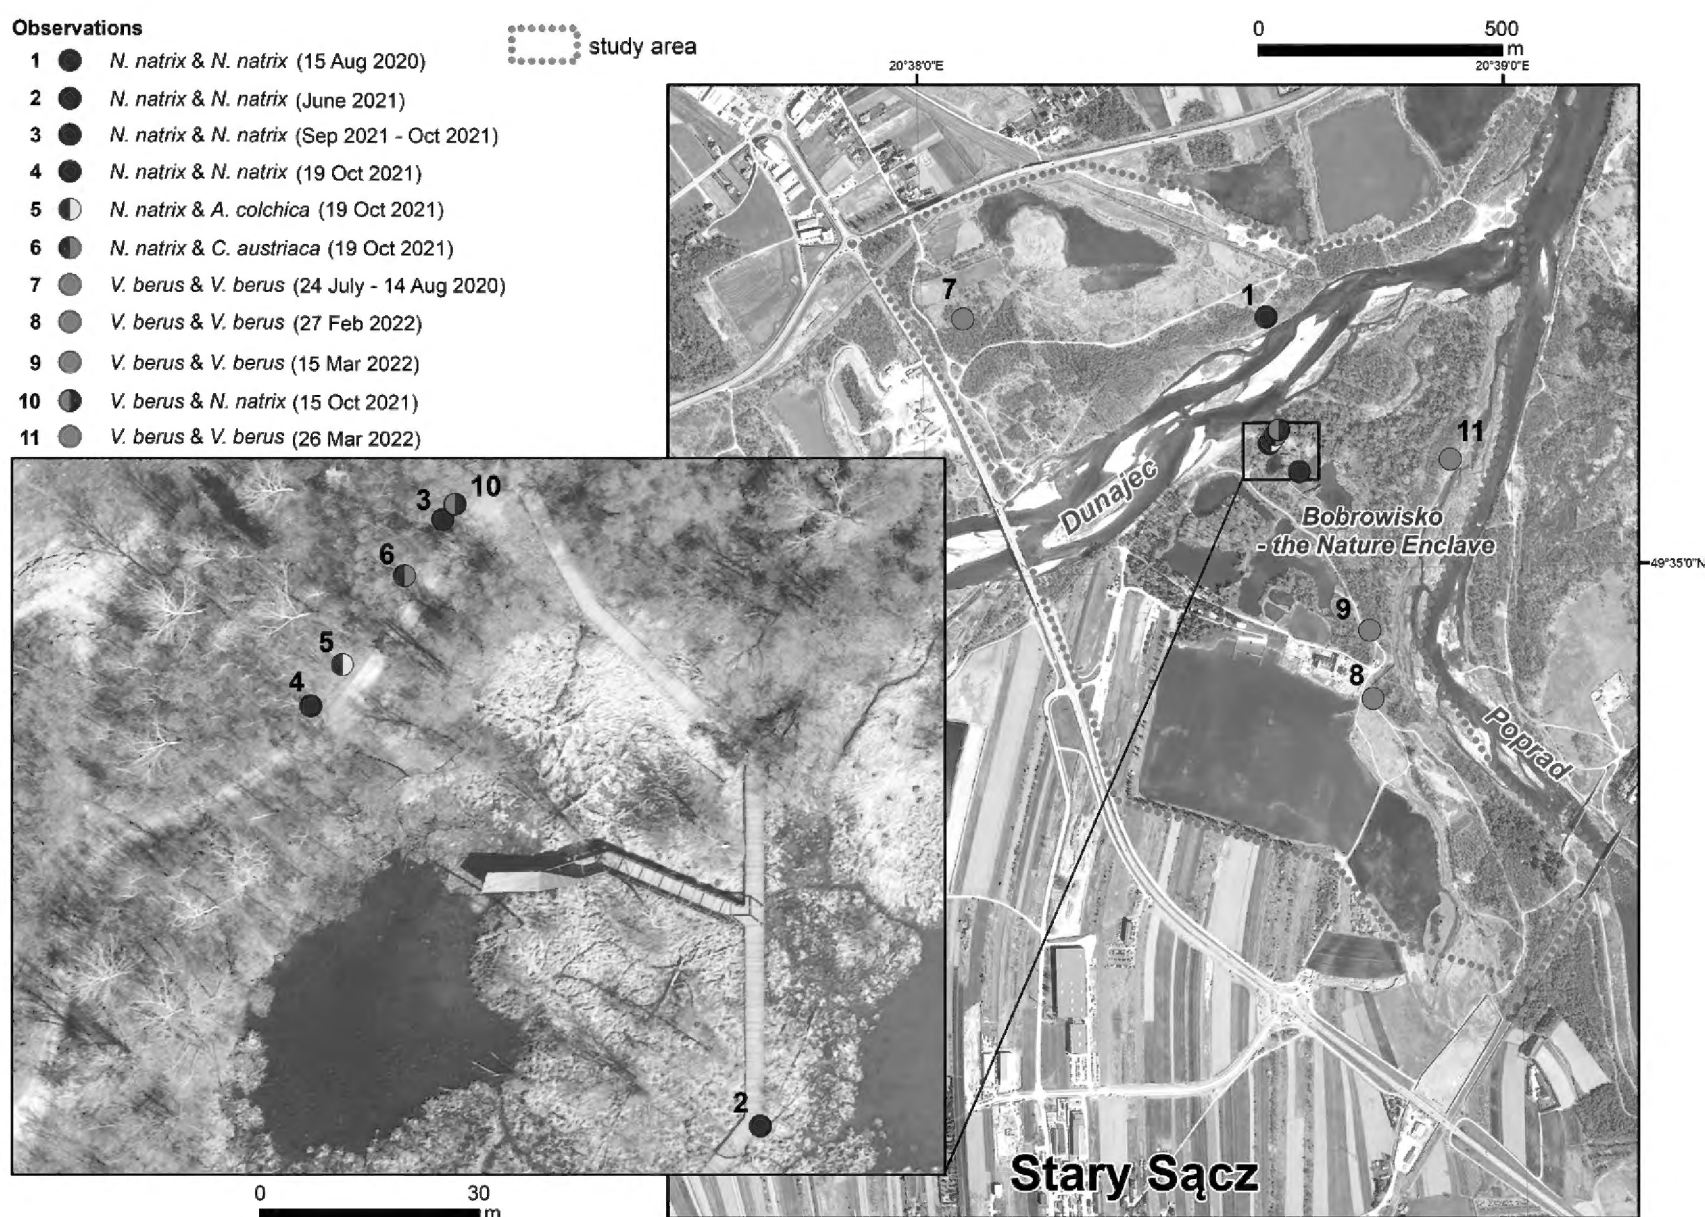 Observations
1 N. natrix & N. natrix (15 Aug 2020)
2 N. natrix & N. natrix (June 2021)
3 N. natrix & N. natrix (Sep 2021 - Oct 2021)
4 N. natrix & N. natrix (19 Oct 2021)
5 N. natrix & A. colchica (19 Oct 2021)
6 N. natrix & C. austriaca (19 Oct 2021)
7 V. berus & V. berus (24 July - 14 Aug 2020)
8 V. berus & V. berus (27 Feb 2022)
9 V. berus & V. berus (15 Mar 2022)
10 V. berus & N. natrix (15 Oct 2021)
11 V. berus & V. berus (26 Mar 2022)
study area
0 500
m
20°38'0"E 20°39'0"E
7
1
11
Dunajec
Bobrowisko
- the Nature Enclave
49°35'0"N
9
8
Poprad
Stary Sącz
3 10
6
5
4
2
0 30
m